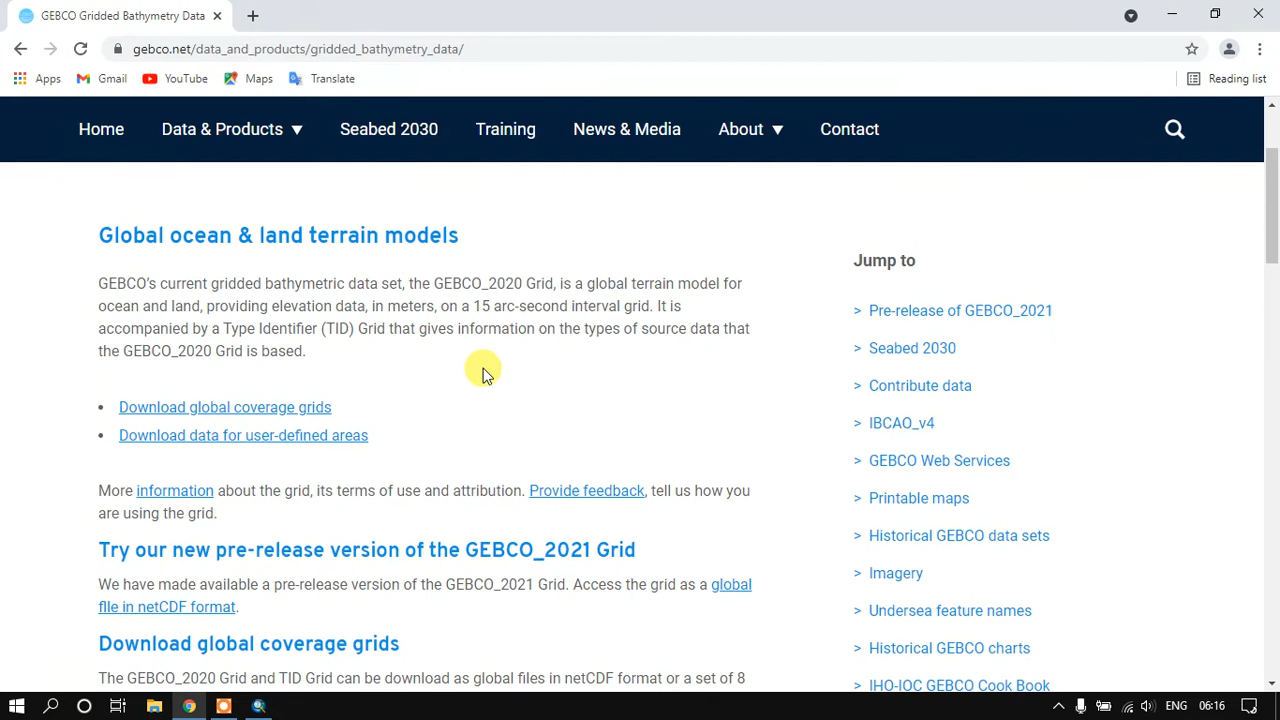 GEBCO Gridded Bathymetry Data
gebco.net/data_and_products/gridded_bathymetry_data/
Apps Gmail YouTube Maps Translate Reading list
Home Data & Products ▼ Seabed 2030 Training News & Media About ▼ Contact
Global ocean & land terrain models
GEBCO's current gridded bathymetric data set, the GEBCO_2020 Grid, is a global terrain model for
ocean and land, providing elevation data, in meters, on a 15 arc-second interval grid. It is
accompanied by a Type Identifier (TID) Grid that gives information on the types of source data that
the GEBCO_2020 Grid is based.
• Download global coverage grids
• Download data for user-defined areas
More information about the grid, its terms of use and attribution. Provide feedback, tell us how you
are using the grid.
Try our new pre-release version of the GEBCO_2021 Grid
We have made available a pre-release version of the GEBCO_2021 Grid. Access the grid as a global
file in netCDF format.
Download global coverage grids
The GEBCO_2020 Grid and TID Grid can be download as global files in netCDF format or a set of 8
Jump to
> Pre-release of GEBCO_2021
> Seabed 2030
> Contribute data
> IBCAO_v4
> GEBCO Web Services
> Printable maps
> Historical GEBCO data sets
> Imagery
> Undersea feature names
> Historical GEBCO charts
> IHO-IOC GEBCO Cook Book
ENG 06:16